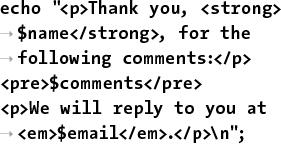 echo "<p>Thank you, <strong>
→ $name</strong>, for the
→ following comments:</p>
<pre>$comments</pre>
<p>We will reply to you at
→ <em>$email</em>.</p>\n";